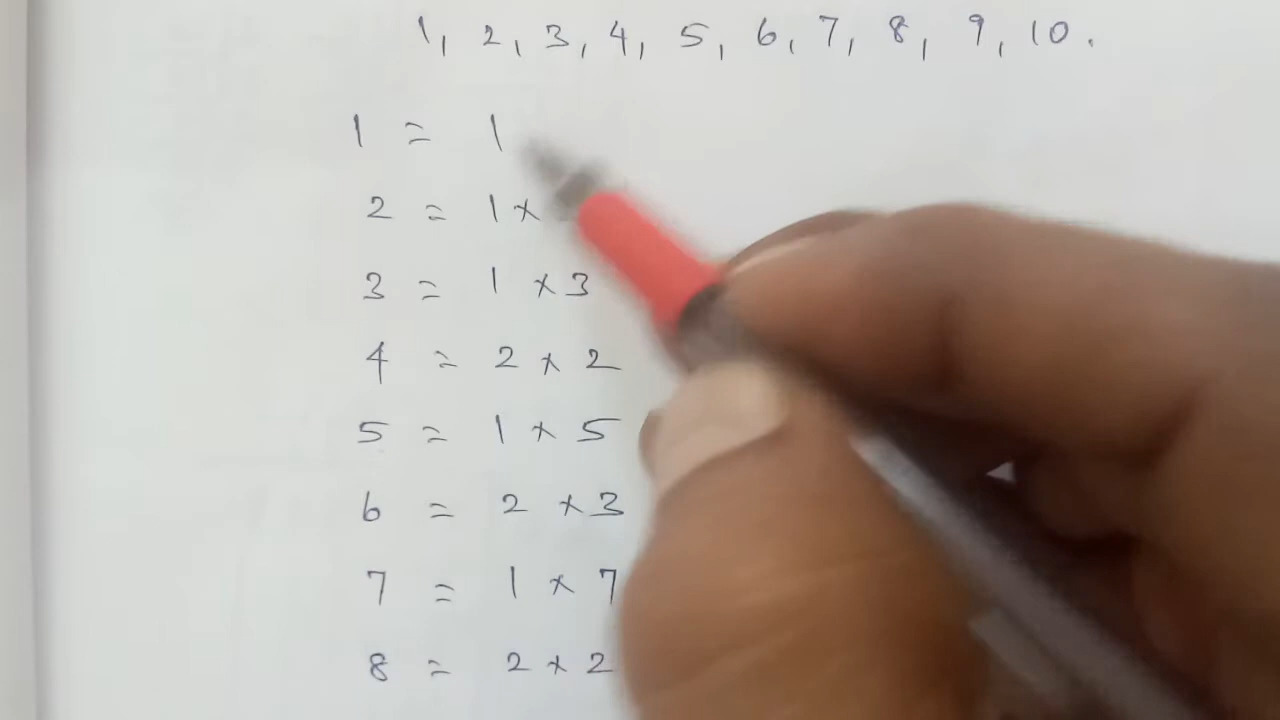 1, 2, 3, 4, 5, 6, 7, 8, 9, 10.
1 = 1
2 = 1 ×
3 = 1 × 3
4 = 2 × 2
5 = 1 × 5
6 = 2 × 3
7 = 1 × 7
8 = 2 × 2